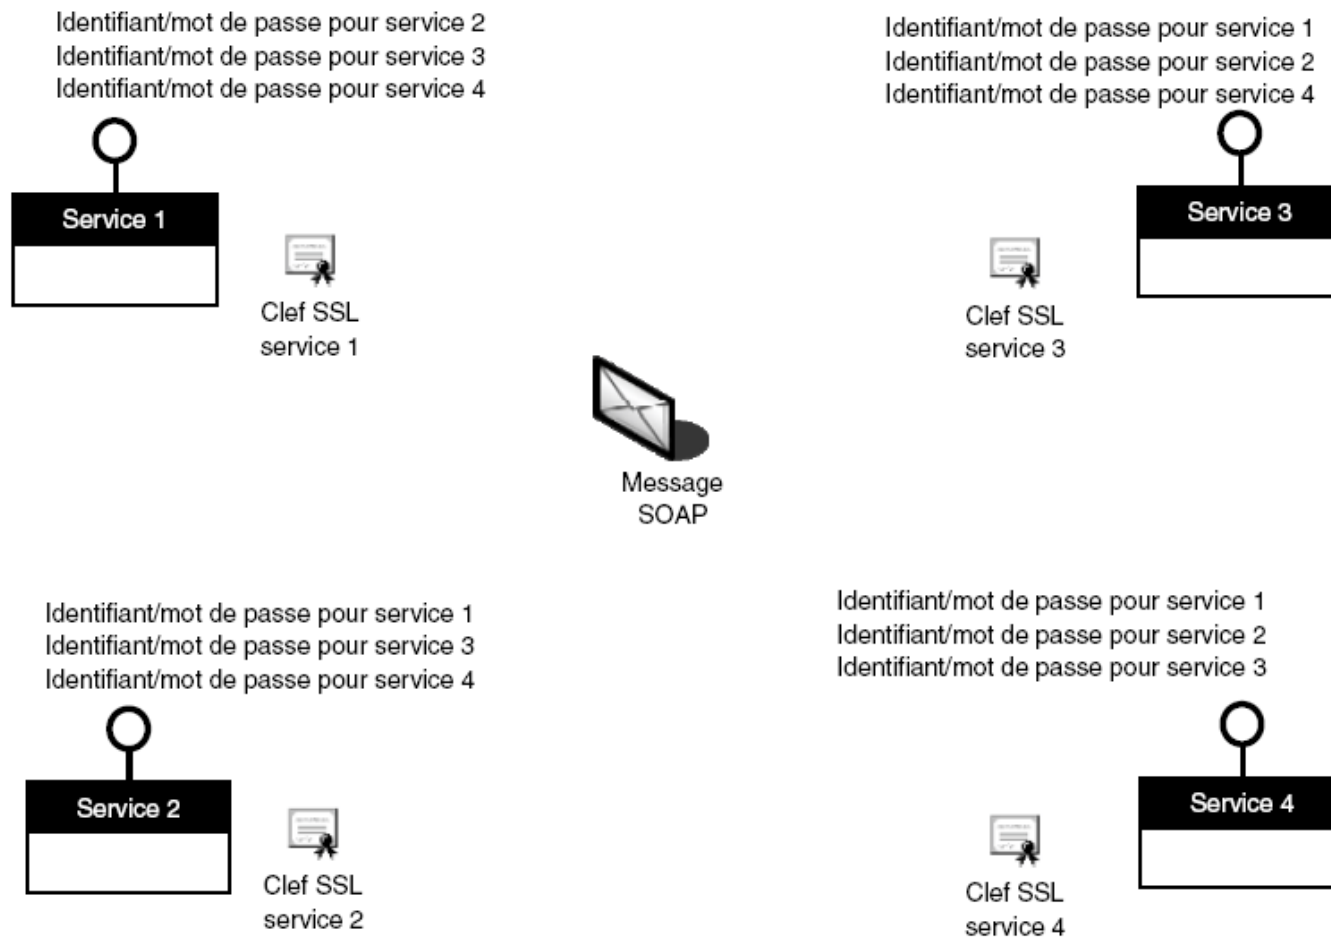 Identifiant/mot de passe pour service 2
Identifiant/mot de passe pour service 3
Identifiant/mot de passe pour service 4
Service 1
Clef SSL
service 1
Identifiant/mot de passe pour service 1
Identifiant/mot de passe pour service 2
Identifiant/mot de passe pour service 4
Service 3
Clef SSL
service 3
Message
SOAP
Identifiant/mot de passe pour service 1
Identifiant/mot de passe pour service 3
Identifiant/mot de passe pour service 4
Service 2
Clef SSL
service 2
Identifiant/mot de passe pour service 1
Identifiant/mot de passe pour service 2
Identifiant/mot de passe pour service 3
Service 4
Clef SSL
service 4